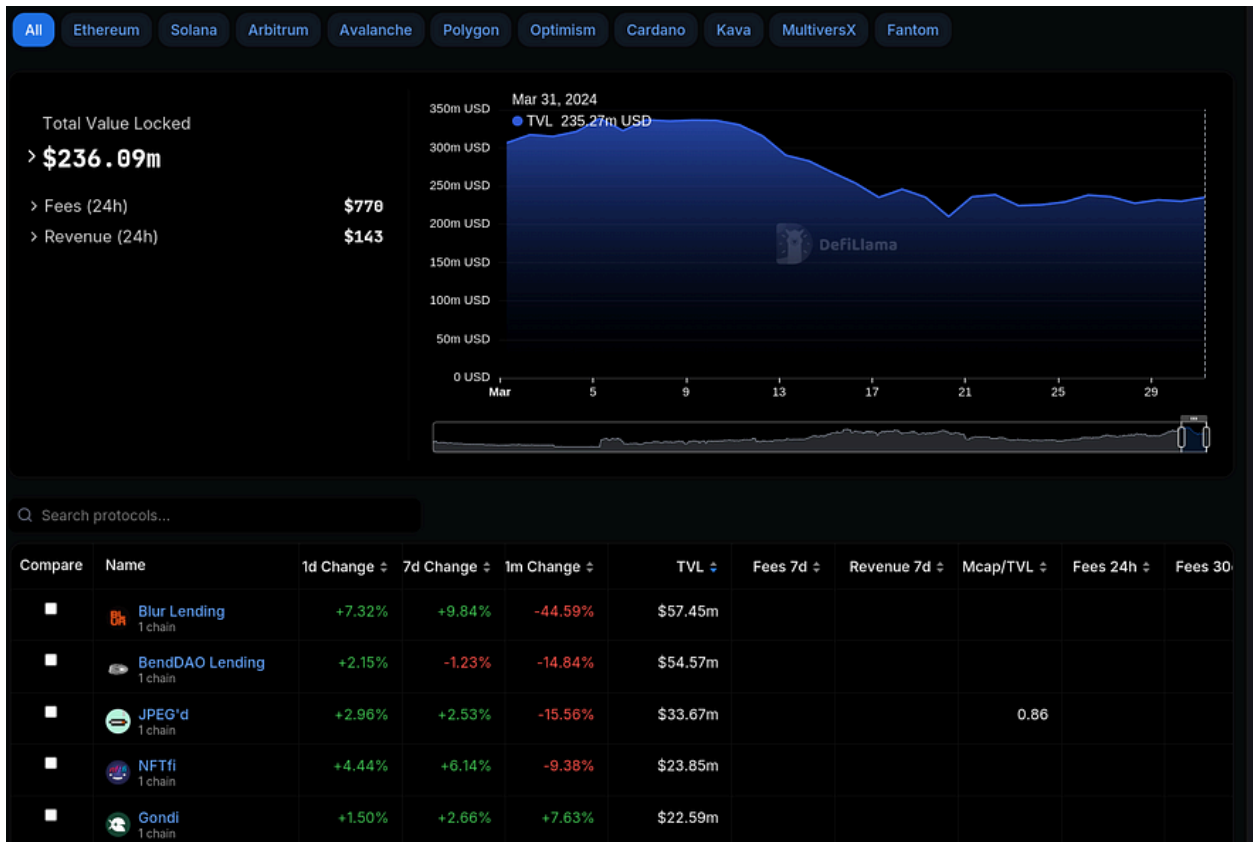 All Ethereum Solana Arbitrum Avalanche Polygon Optimism Cardano Kava MultiversX Fantom
Total Value Locked
$236.09m
Fees (24h) $770
Revenue (24h) $143
Mar 31, 2024
TVL 235.27m USD
350m USD
300m USD
250m USD
200m USD
150m USD
100m USD
50m USD
0 USD
Mar 5 9 13 17 21 25 29
DefiLlama
Search protocols...
Compare Name 1d Change 7d Change 1m Change TVL Fees 7d Revenue 7d Mcap/TVL Fees 24h Fees 30
Blur Lending +7.32% +9.84% -44.59% $57.45m
1 chain
BendDAO Lending +2.15% -1.23% -14.84% $54.57m
1 chain
JPEG'd +2.96% +2.53% -15.56% $33.67m 0.86
1 chain
NFTfi +4.44% +6.14% -9.38% $23.85m
1 chain
Gondi +1.50% +2.66% +7.63% $22.59m
1 chain